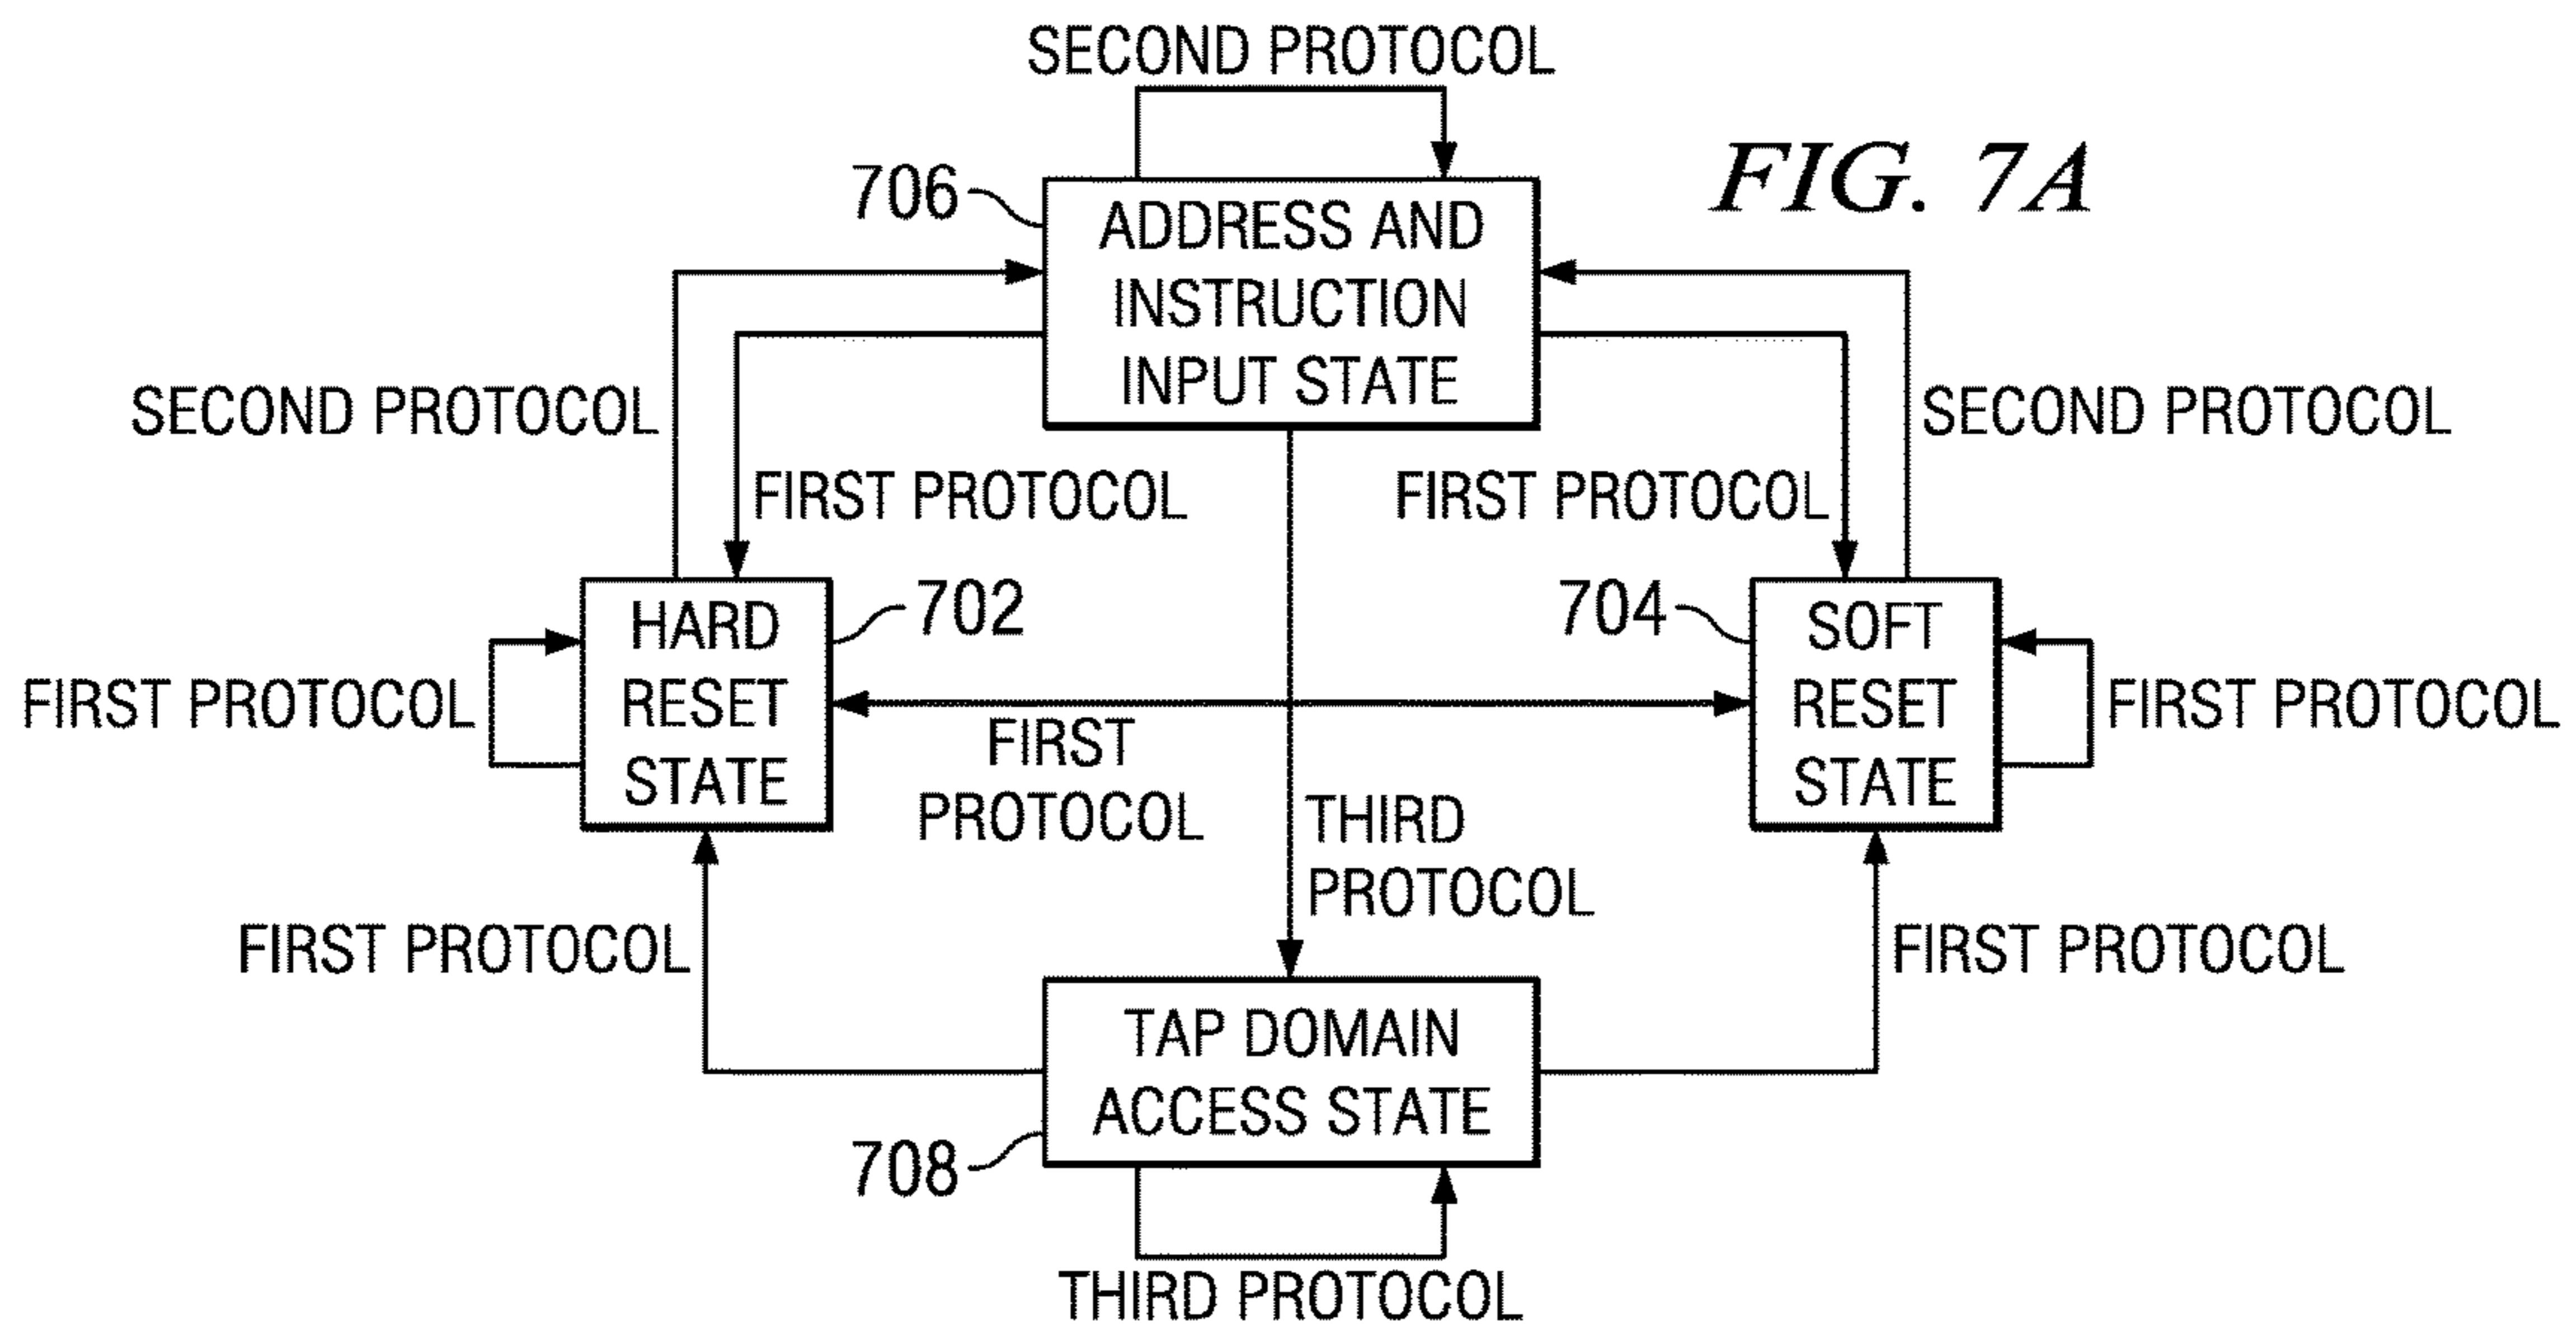 SECOND PROTOCOL
FIG. 7A
706
ADDRESS AND
INSTRUCTION
INPUT STATE
SECOND PROTOCOL
SECOND PROTOCOL
FIRST PROTOCOL
FIRST PROTOCOL
702
704
HARD
RESET
STATE
SOFT
RESET
STATE
FIRST PROTOCOL
FIRST PROTOCOL
FIRST
PROTOCOL
THIRD
PROTOCOL
FIRST PROTOCOL
FIRST PROTOCOL
TAP DOMAIN
ACCESS STATE
708
THIRD PROTOCOL